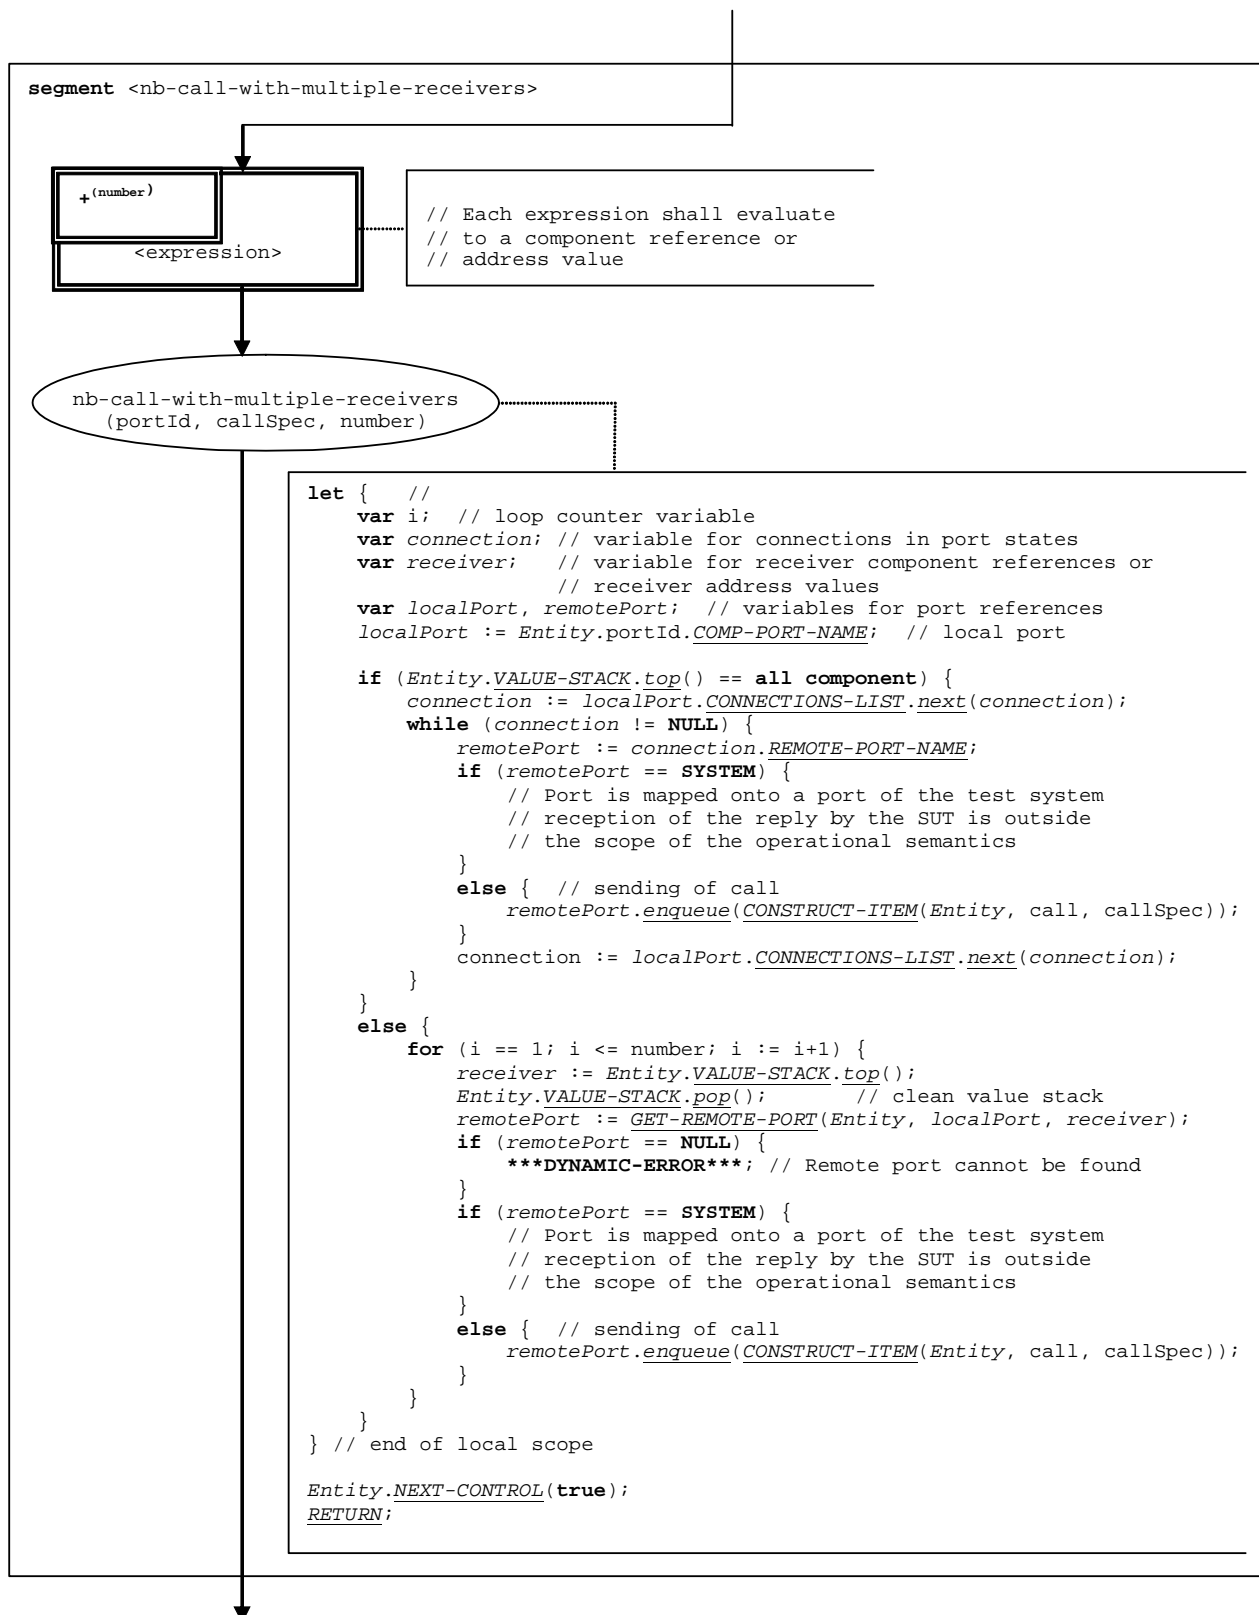 segment <nb-call-with-multiple-receivers>
+(number)
<expression>
// Each expression shall evaluate
// to a component reference or
// address value
nb-call-with-multiple-receivers
(portId, callSpec, number)
let {   //
    var i;  // loop counter variable
    var connection; // variable for connections in port states
    var receiver;   // variable for receiver component references or
                    // receiver address values
    var localPort, remotePort;  // variables for port references
    localPort := Entity.portId.COMP-PORT-NAME;  // local port
    if (Entity.VALUE-STACK.top() == all component) {
        connection := localPort.CONNECTIONS-LIST.next(connection);
        while (connection != NULL) {
            remotePort := connection.REMOTE-PORT-NAME;
            if (remotePort == SYSTEM) {
                // Port is mapped onto a port of the test system
                // reception of the reply by the SUT is outside
                // the scope of the operational semantics
            }
            else {  // sending of call
                remotePort.enqueue(CONSTRUCT-ITEM(Entity, call, callSpec));
            }
            connection := localPort.CONNECTIONS-LIST.next(connection);
        }
    }
    else {
        for (i == 1; i <= number; i := i+1) {
            receiver := Entity.VALUE-STACK.top();
            Entity.VALUE-STACK.pop();       // clean value stack
            remotePort := GET-REMOTE-PORT(Entity, localPort, receiver);
            if (remotePort == NULL) {
                ***DYNAMIC-ERROR***; // Remote port cannot be found
            }
            if (remotePort == SYSTEM) {
                // Port is mapped onto a port of the test system
                // reception of the reply by the SUT is outside
                // the scope of the operational semantics
            }
            else {  // sending of call
                remotePort.enqueue(CONSTRUCT-ITEM(Entity, call, callSpec));
            }
        }
    }
} // end of local scope
Entity.NEXT-CONTROL(true);
RETURN;